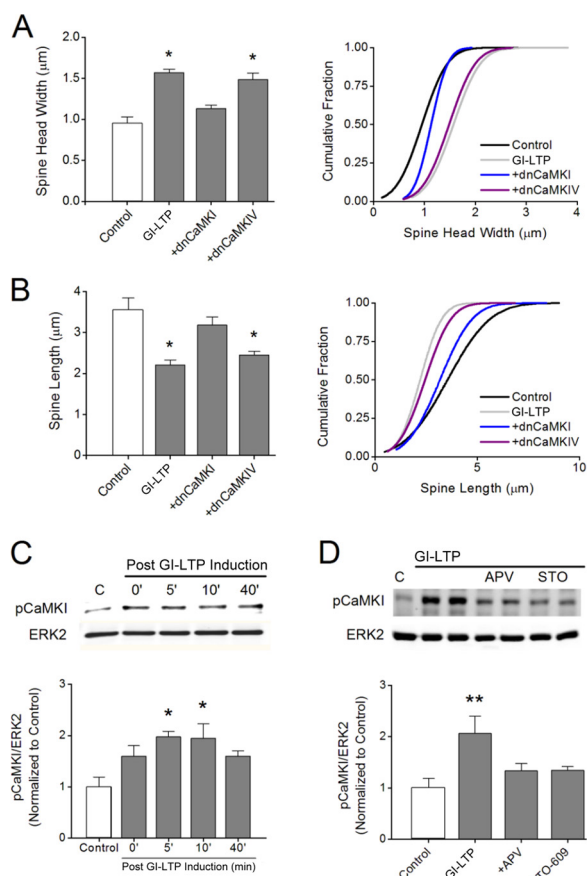 A
Spine Head Width (μm)
2.0
1.5
1.0
0.5
0.0
*
*
Control
GI-LTP
+dnCaMKI
+dnCaMKIV
Cumulative Fraction
1.00
0.75
0.50
0.25
0.00
Control
GI-LTP
+dnCaMKI
+dnCaMKIV
0 1 2 3 4
Spine Head Width (μm)
B
Spine Length (μm)
4
2
0
*
*
Control
GI-LTP
+dnCaMKI
+dnCaMKIV
Cumulative Fraction
1.00
0.75
0.50
0.25
0.00
Control
GI-LTP
+dnCaMKI
+dnCaMKIV
0 5 10
Spine Length (μm)
C
Post GI-LTP Induction
C 0' 5' 10' 40'
pCaMKI
ERK2
pCaMKI/ERK2
(Normalized to Control)
3
2
1
0
* *
Control 0' 5' 10' 40'
Post GI-LTP Induction (min)
D
GI-LTP
C APV STO
pCaMKI
ERK2
pCaMKI/ERK2
(Normalized to Control)
3
2
1
0
**
Control
GI-LTP
+APV
TO-609